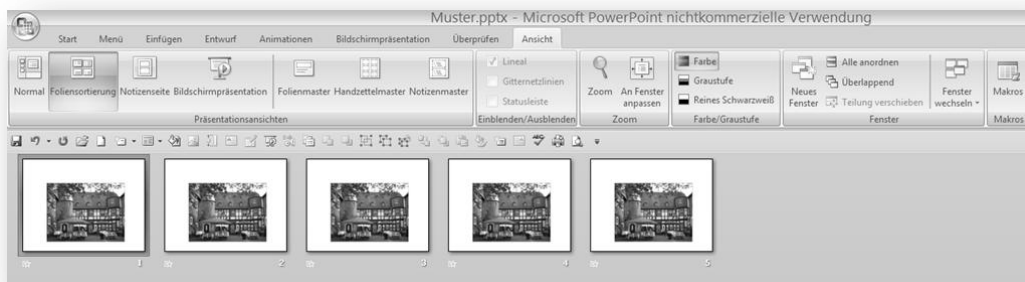 Muster.pptx - Microsoft PowerPoint nichtkommerzielle Verwendung
Start Menü Einfügen Entwurf Animationen Bildschirmpräsentation Überprüfen Ansicht
Normal Foliensortierung Notizenseite Bildschirmpräsentation
Folienmaster Handzettelmaster Notizenmaster
Präsentationsansichten
Lineal
Gitternetzlinien
Statusleiste
Einblenden/Ausblenden
Zoom An Fenster
anpassen
Zoom
Farbe
Graustufe
Reines Schwarzweiß
Farbe/Graustufe
Neues
Fenster
Alle anordnen
Überlappend
Teilung verschieben
Fenster
wechseln
Fenster
Makros
Makros
1 2 3 4 5